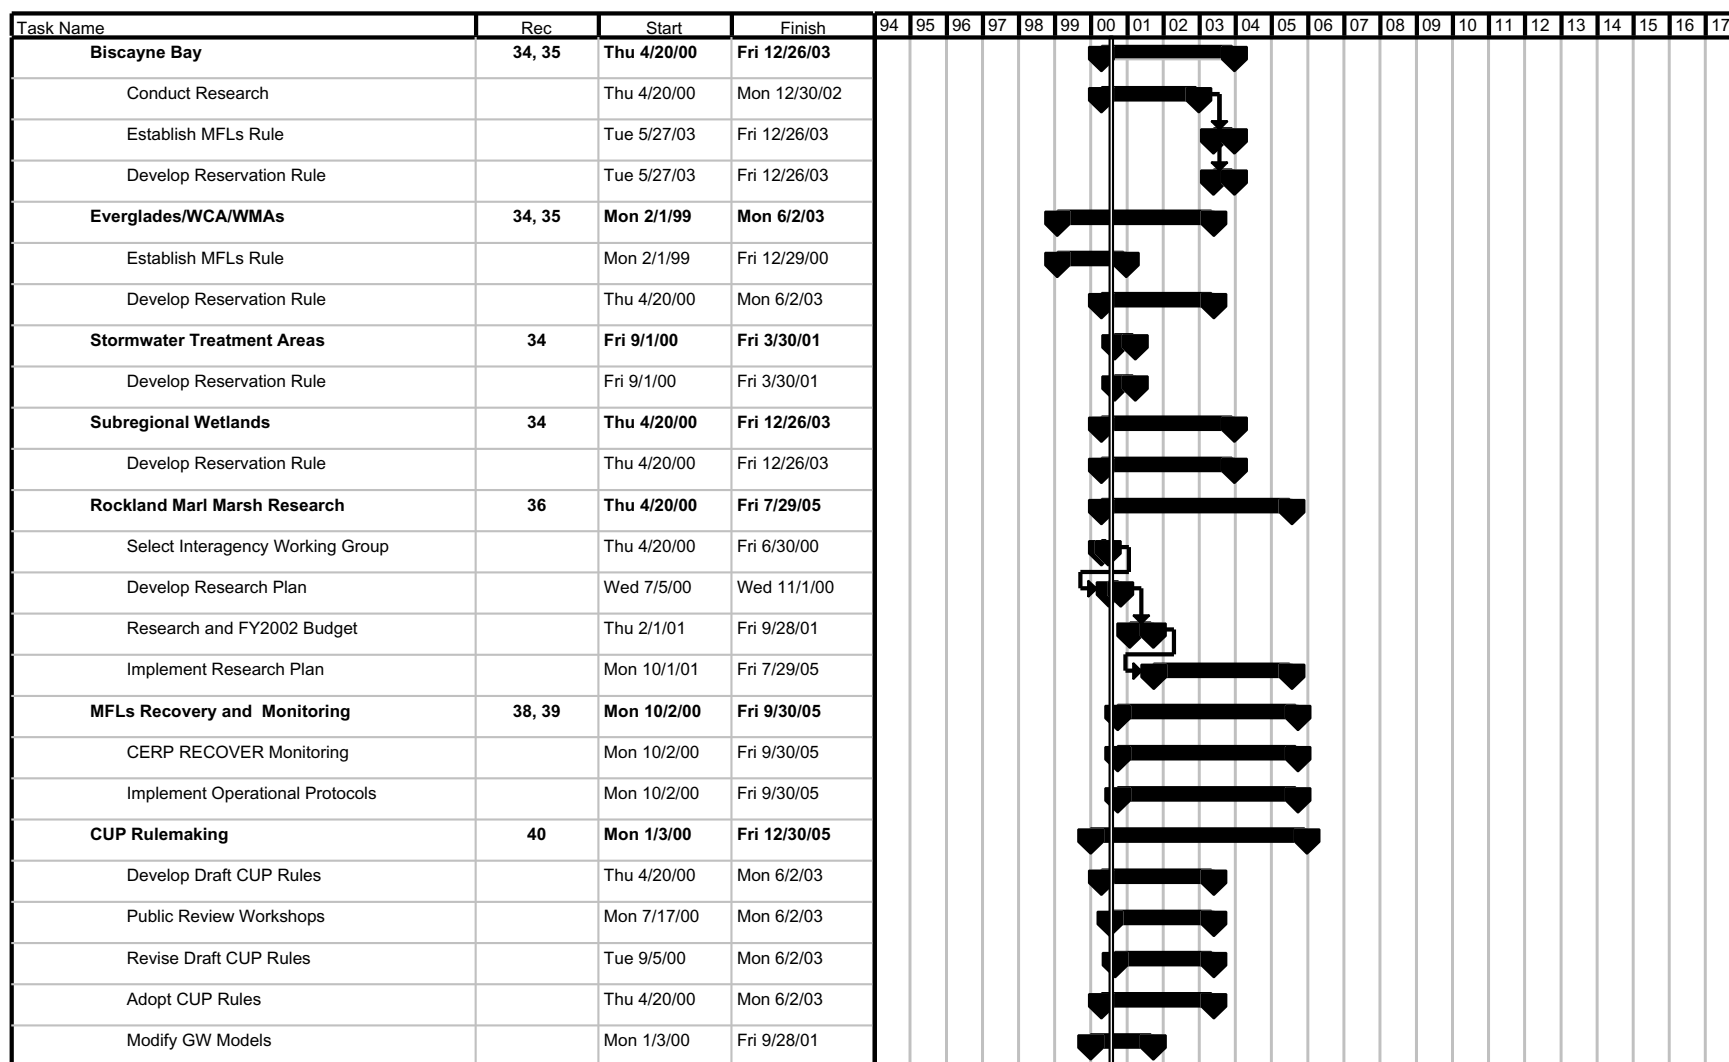 Task Name Rec Start Finish 94 95 96 97 98 99 00 01 02 03 04 05 06 07 08 09 10 11 12 13 14 15 16 17
Biscayne Bay 34, 35 Thu 4/20/00 Fri 12/26/03
Conduct Research Thu 4/20/00 Mon 12/30/02
Establish MFLs Rule Tue 5/27/03 Fri 12/26/03
Develop Reservation Rule Tue 5/27/03 Fri 12/26/03
Everglades/WCA/WMAs 34, 35 Mon 2/1/99 Mon 6/2/03
Establish MFLs Rule Mon 2/1/99 Fri 12/29/00
Develop Reservation Rule Thu 4/20/00 Mon 6/2/03
Stormwater Treatment Areas 34 Fri 9/1/00 Fri 3/30/01
Develop Reservation Rule Fri 9/1/00 Fri 3/30/01
Subregional Wetlands 34 Thu 4/20/00 Fri 12/26/03
Develop Reservation Rule Thu 4/20/00 Fri 12/26/03
Rockland Marl Marsh Research 36 Thu 4/20/00 Fri 7/29/05
Select Interagency Working Group Thu 4/20/00 Fri 6/30/00
Develop Research Plan Wed 7/5/00 Wed 11/1/00
Research and FY2002 Budget Thu 2/1/01 Fri 9/28/01
Implement Research Plan Mon 10/1/01 Fri 7/29/05
MFLs Recovery and Monitoring 38, 39 Mon 10/2/00 Fri 9/30/05
CERP RECOVER Monitoring Mon 10/2/00 Fri 9/30/05
Implement Operational Protocols Mon 10/2/00 Fri 9/30/05
CUP Rulemaking 40 Mon 1/3/00 Fri 12/30/05
Develop Draft CUP Rules Thu 4/20/00 Mon 6/2/03
Public Review Workshops Mon 7/17/00 Mon 6/2/03
Revise Draft CUP Rules Tue 9/5/00 Mon 6/2/03
Adopt CUP Rules Thu 4/20/00 Mon 6/2/03
Modify GW Models Mon 1/3/00 Fri 9/28/01